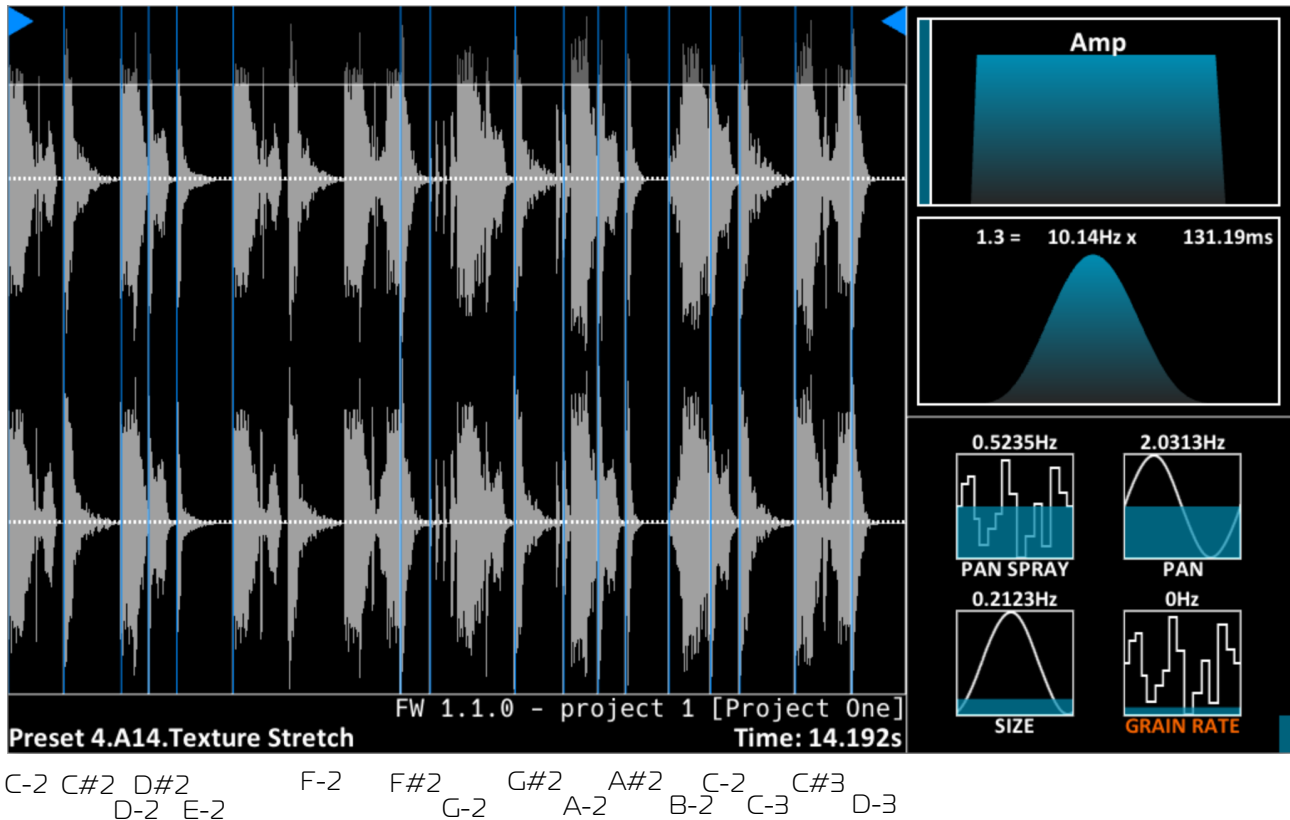 Amp
1.3 = 10.14Hz x 131.19ms
0.5235Hz 2.0313Hz
PAN SPRAY PAN
0.2123Hz 0Hz
SIZE GRAIN RATE
FW 1.1.0 - project 1 [Project One]
Preset 4.A14.Texture Stretch Time: 14.192s
C-2 C#2 D#2 F-2 F#2 G#2 A#2 C-2 C#3
D-2 E-2 G-2 A-2 B-2 C-3 D-3